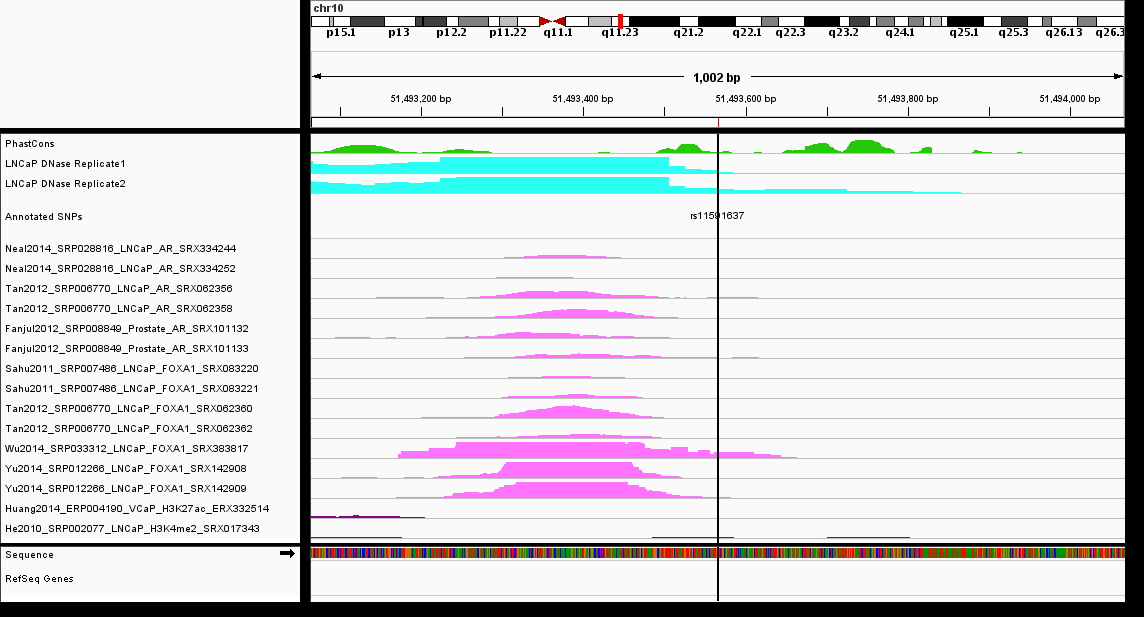 chr10
p15.1 p13 p12.2 p11.22 q11.1 q11.23 q21.2 q22.1 q22.3 q23.2 q24.1 q25.1 q25.3 q26.13 q26.3
1,002 bp
51,493,200 bp 51,493,400 bp 51,493,600 bp 51,493,800 bp 51,494,000 bp
PhastCons
LNCaP DNase Replicate1
LNCaP DNase Replicate2
Annotated SNPs rs11591637
Neal2014_SRP028816_LNCaP_AR_SRX334244
Neal2014_SRP028816_LNCaP_AR_SRX334252
Tan2012_SRP006770_LNCaP_AR_SRX062356
Tan2012_SRP006770_LNCaP_AR_SRX062358
Fanjul2012_SRP008849_Prostate_AR_SRX101132
Fanjul2012_SRP008849_Prostate_AR_SRX101133
Sahu2011_SRP007486_LNCaP_FOXA1_SRX083220
Sahu2011_SRP007486_LNCaP_FOXA1_SRX083221
Tan2012_SRP006770_LNCaP_FOXA1_SRX062360
Tan2012_SRP006770_LNCaP_FOXA1_SRX062362
Wu2014_SRP033312_LNCaP_FOXA1_SRX383817
Yu2014_SRP012266_LNCaP_FOXA1_SRX142908
Yu2014_SRP012266_LNCaP_FOXA1_SRX142909
Huang2014_ERP004190_VCaP_H3K27ac_ERX332514
He2010_SRP002077_LNCaP_H3K4me2_SRX017343
Sequence
RefSeq Genes